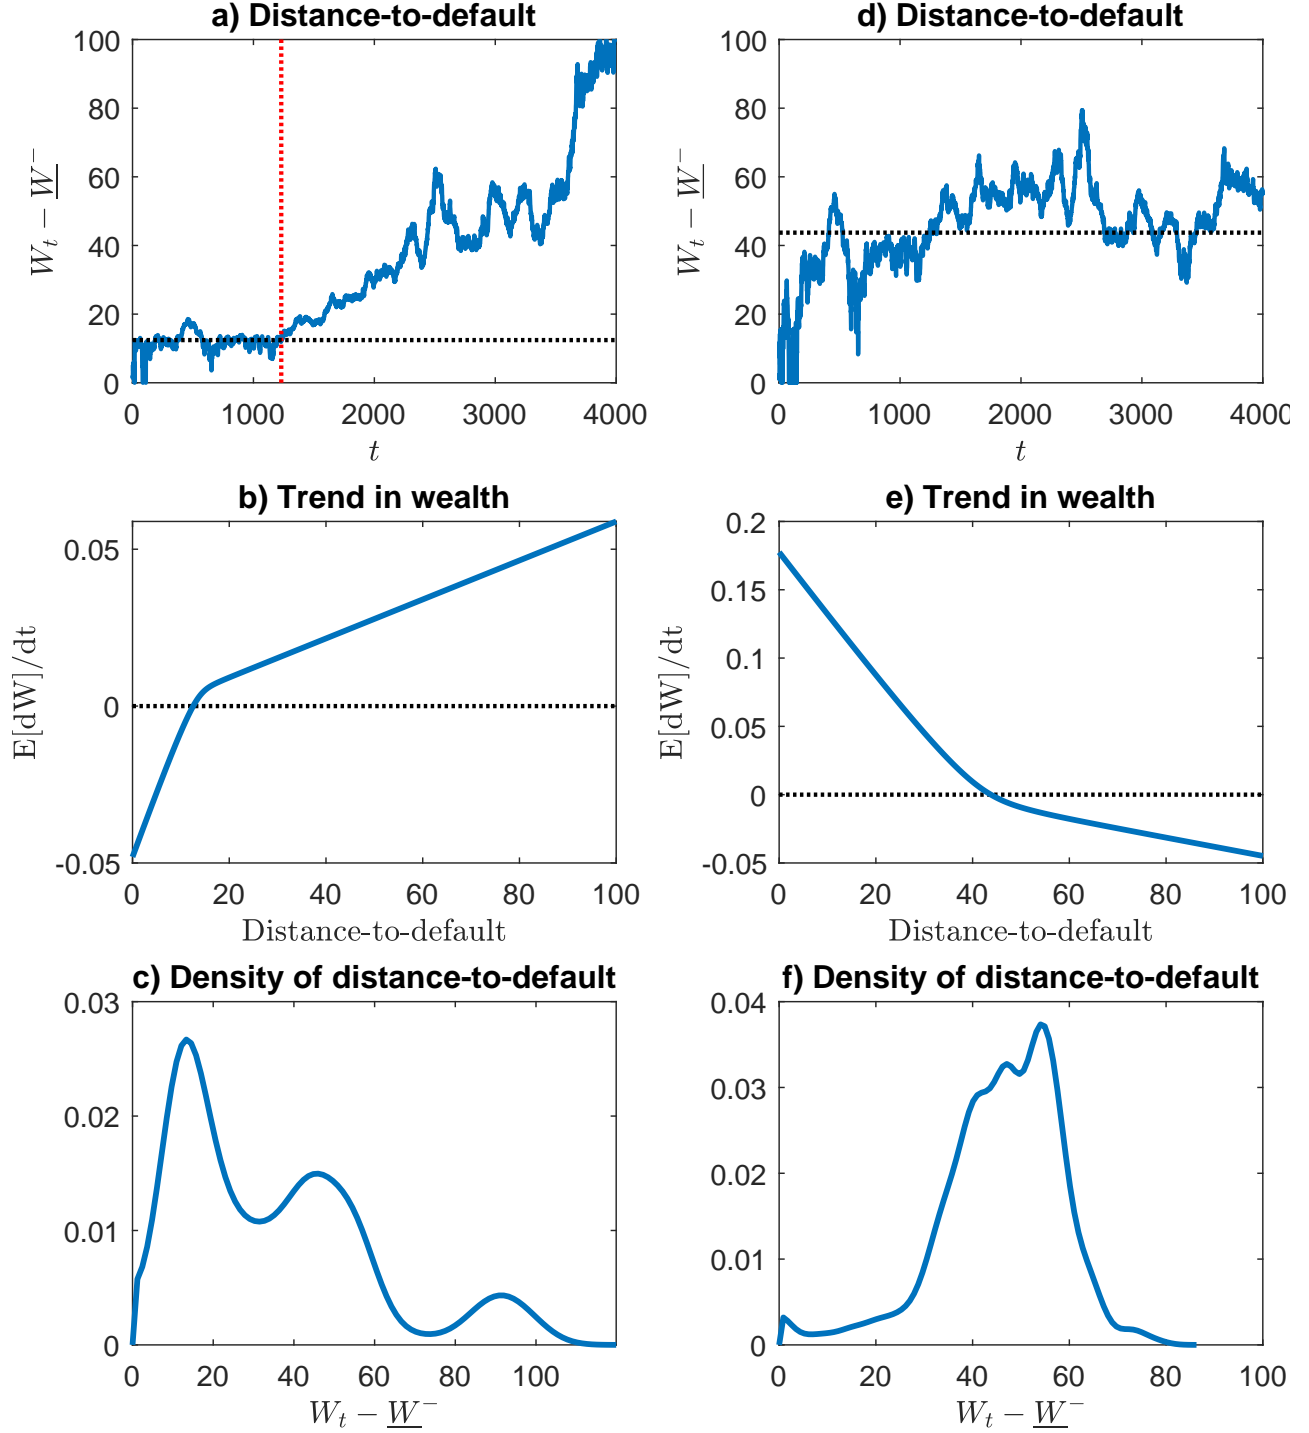 a) Distance-to-default
100
80
60
40
20
0
W_t − W̲^−
0 1000 2000 3000 4000
t
d) Distance-to-default
100
80
60
40
20
0
W_t − W̲^−
0 1000 2000 3000 4000
t
b) Trend in wealth
0.05
0
-0.05
E[dW]/dt
0 20 40 60 80 100
Distance-to-default
e) Trend in wealth
0.2
0.15
0.1
0.05
0
-0.05
E[dW]/dt
0 20 40 60 80 100
Distance-to-default
c) Density of distance-to-default
0.03
0.02
0.01
0
0 20 40 60 80 100
W_t − W̲^−
f) Density of distance-to-default
0.04
0.03
0.02
0.01
0
0 20 40 60 80 100
W_t − W̲^−